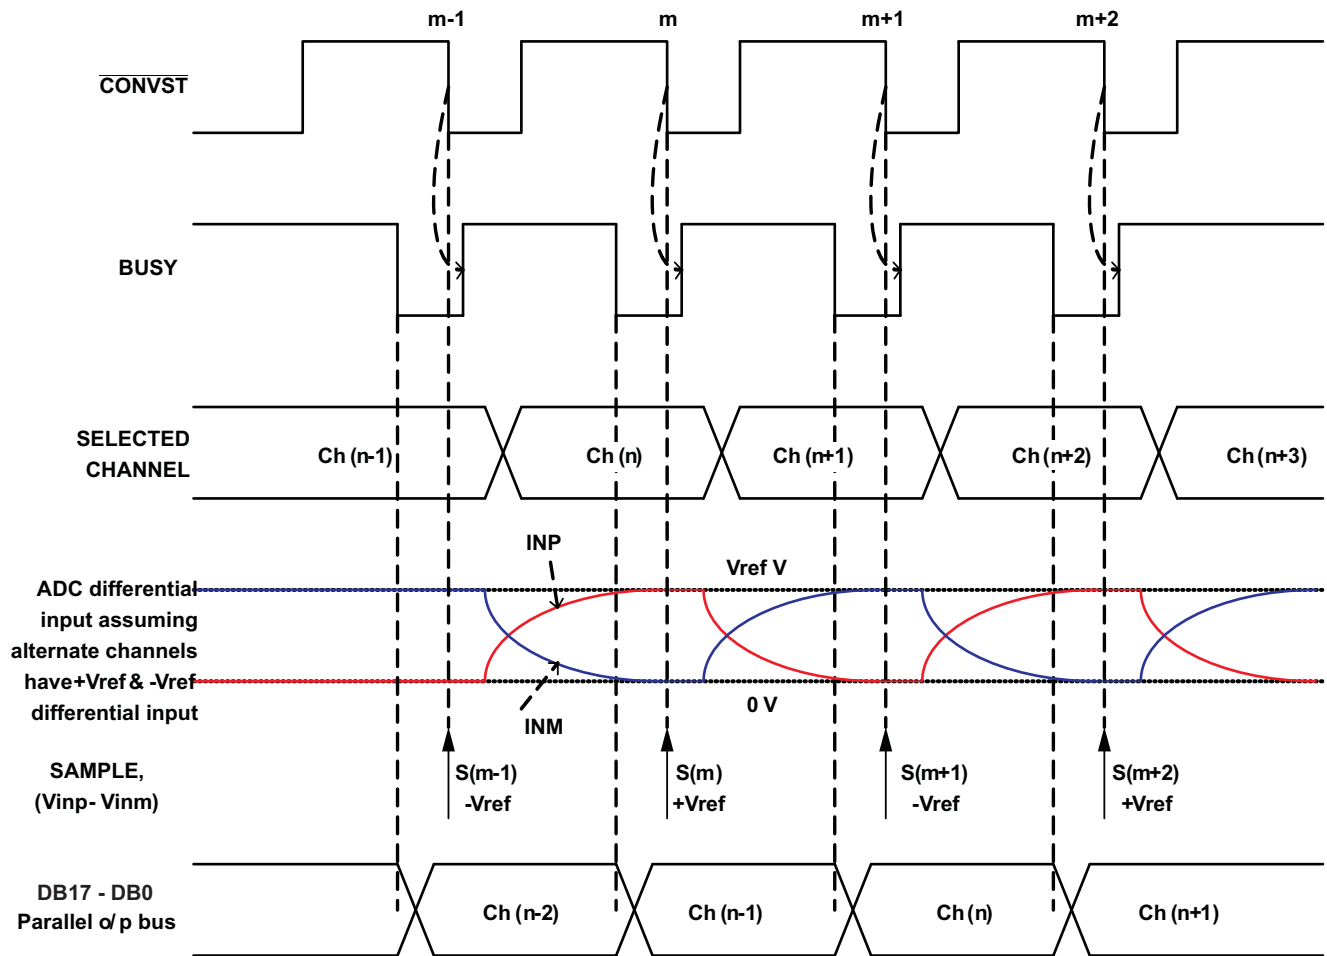 m-1 m m+1 m+2
CONVST
BUSY
SELECTED
CHANNEL
Ch (n-1) Ch (n) Ch (n+1) Ch (n+2) Ch (n+3)
INP
Vref V
ADC differential
input assuming
alternate channels
have+Vref & -Vref
differential input
INM
0 V
SAMPLE,
(Vinp- Vinm)
S(m-1)
-Vref
S(m)
+Vref
S(m+1)
-Vref
S(m+2)
+Vref
DB17 - DB0
Parallel o/p bus
Ch (n-2) Ch (n-1) Ch (n) Ch (n+1)